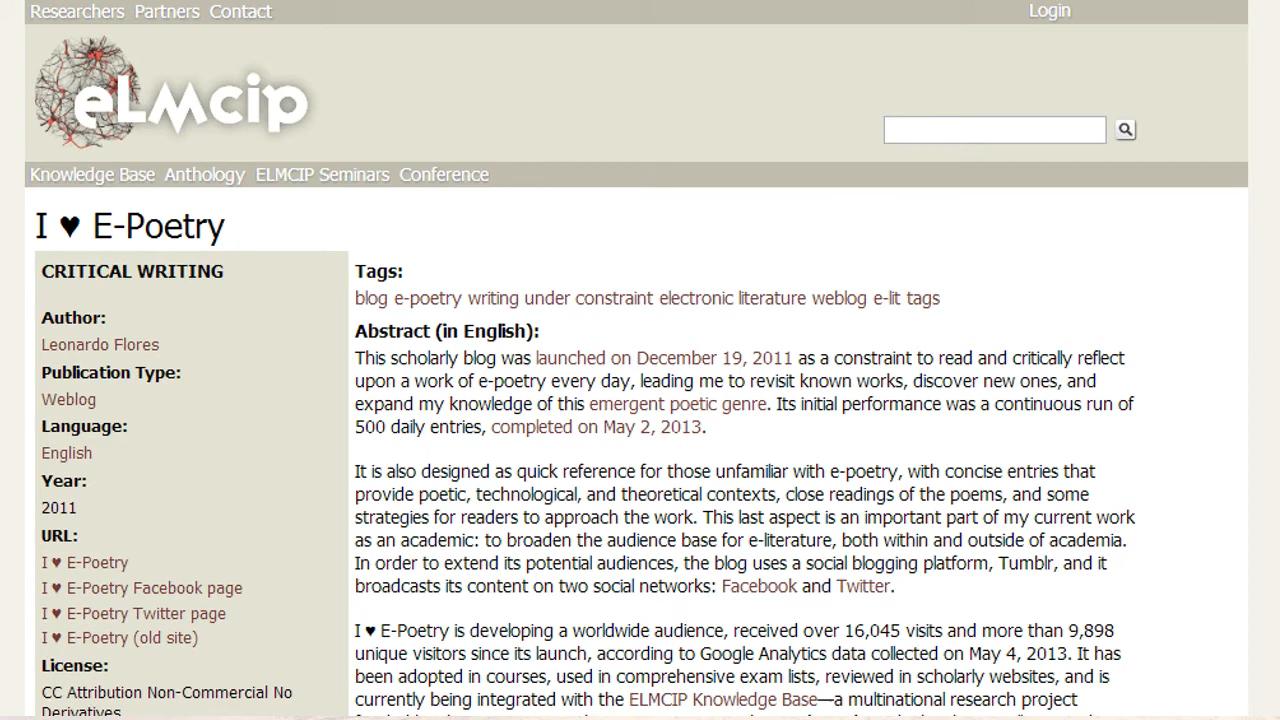 Researchers Partners Contact Login
eLMcip
Knowledge Base Anthology ELMCIP Seminars Conference
I ♥ E-Poetry
CRITICAL WRITING
Author:
Leonardo Flores
Publication Type:
Weblog
Language:
English
Year:
2011
URL:
I ♥ E-Poetry
I ♥ E-Poetry Facebook page
I ♥ E-Poetry Twitter page
I ♥ E-Poetry (old site)
License:
CC Attribution Non-Commercial No
Derivatives
Tags:
blog e-poetry writing under constraint electronic literature weblog e-lit tags
Abstract (in English):
This scholarly blog was launched on December 19, 2011 as a constraint to read and critically reflect
upon a work of e-poetry every day, leading me to revisit known works, discover new ones, and
expand my knowledge of this emergent poetic genre. Its initial performance was a continuous run of
500 daily entries, completed on May 2, 2013.
It is also designed as quick reference for those unfamiliar with e-poetry, with concise entries that
provide poetic, technological, and theoretical contexts, close readings of the poems, and some
strategies for readers to approach the work. This last aspect is an important part of my current work
as an academic: to broaden the audience base for e-literature, both within and outside of academia.
In order to extend its potential audiences, the blog uses a social blogging platform, Tumblr, and it
broadcasts its content on two social networks: Facebook and Twitter.
I ♥ E-Poetry is developing a worldwide audience, received over 16,045 visits and more than 9,898
unique visitors since its launch, according to Google Analytics data collected on May 4, 2013. It has
been adopted in courses, used in comprehensive exam lists, reviewed in scholarly websites, and is
currently being integrated with the ELMCIP Knowledge Base—a multinational research project